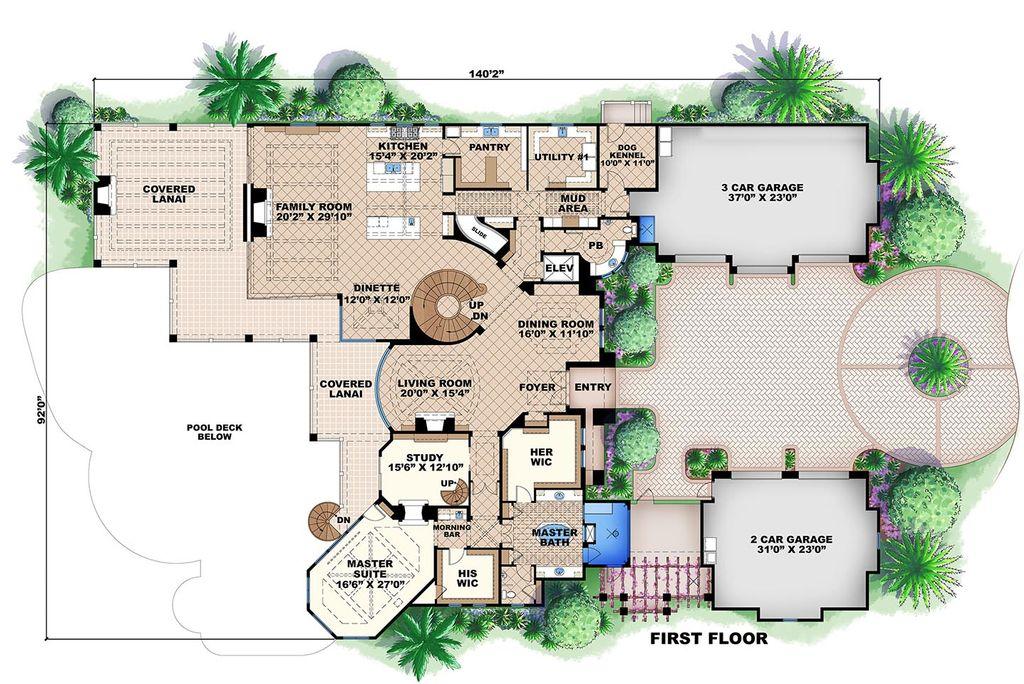 140'2"
92'0"
COVERED
LANAI
FAMILY ROOM
20'2" X 29'10"
KITCHEN
15'4" X 20'2"
PANTRY
UTILITY #1
DOG
KENNEL
10'0" X 11'0"
MUD
AREA
3 CAR GARAGE
37'0" X 23'0"
SLIDE
PB
ELEV
DINETTE
12'0" X 12'0"
UP
DN
DINING ROOM
16'0" X 11'10"
COVERED
LANAI
LIVING ROOM
20'0" X 15'4"
FOYER
ENTRY
POOL DECK
BELOW
STUDY
15'6" X 12'10"
UP
HER
WIC
DN
MORNING
BAR
MASTER
BATH
MASTER
SUITE
16'6" X 27'0"
HIS
WIC
2 CAR GARAGE
31'0" X 23'0"
FIRST FLOOR